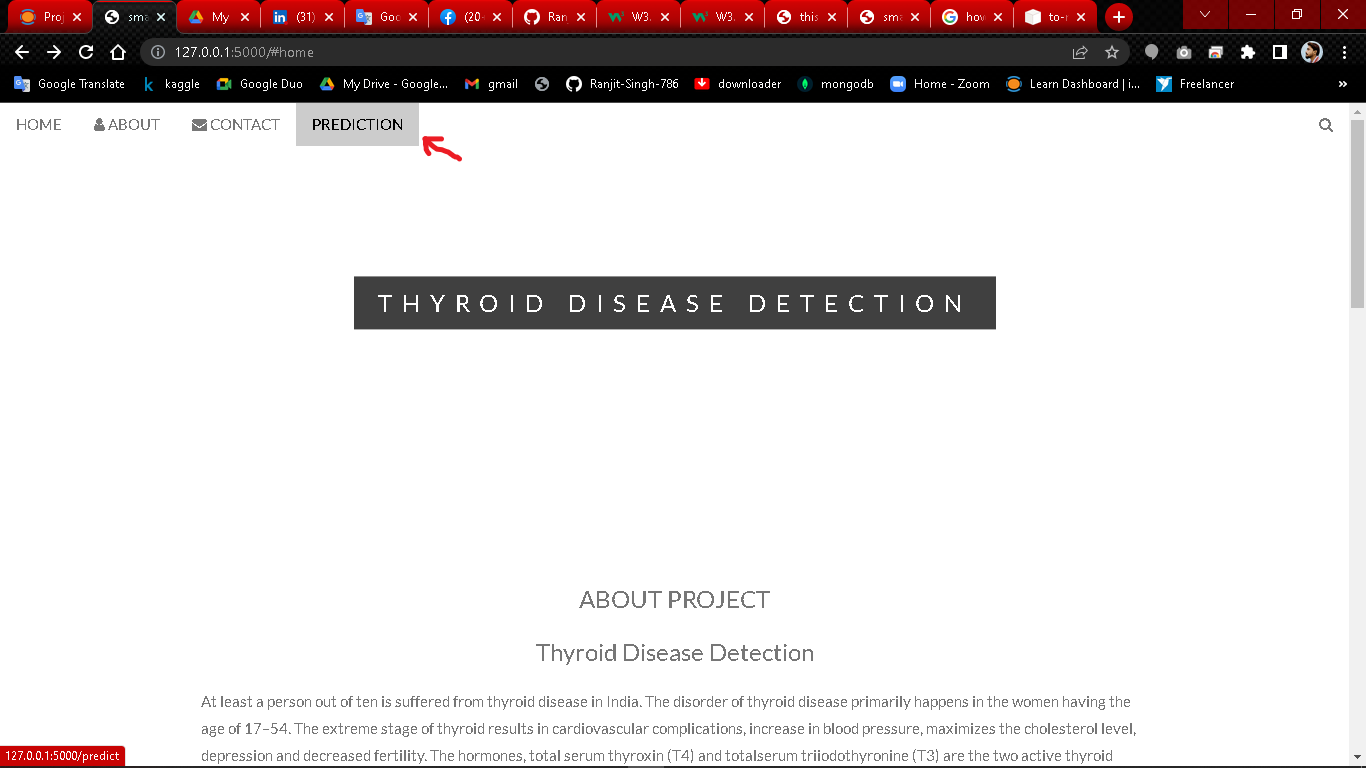 Proj
sma
My
(31)
Goo
(20+
Ran
W3.
W3.
this
sma
how
to-r
127.0.0.1:5000/#home
Google Translate
kaggle
Google Duo
My Drive - Google...
gmail
Ranjit-Singh-786
downloader
mongodb
Home - Zoom
Learn Dashboard | i...
Freelancer
»
HOME
ABOUT
CONTACT
PREDICTION
THYROID DISEASE DETECTION
ABOUT PROJECT
Thyroid Disease Detection
At least a person out of ten is suffered from thyroid disease in India. The disorder of thyroid disease primarily happens in the women having the
age of 17–54. The extreme stage of thyroid results in cardiovascular complications, increase in blood pressure, maximizes the cholesterol level,
depression and decreased fertility. The hormones, total serum thyroxin (T4) and totalserum triiodothyronine (T3) are the two active thyroid
127.0.0.1:5000/predict